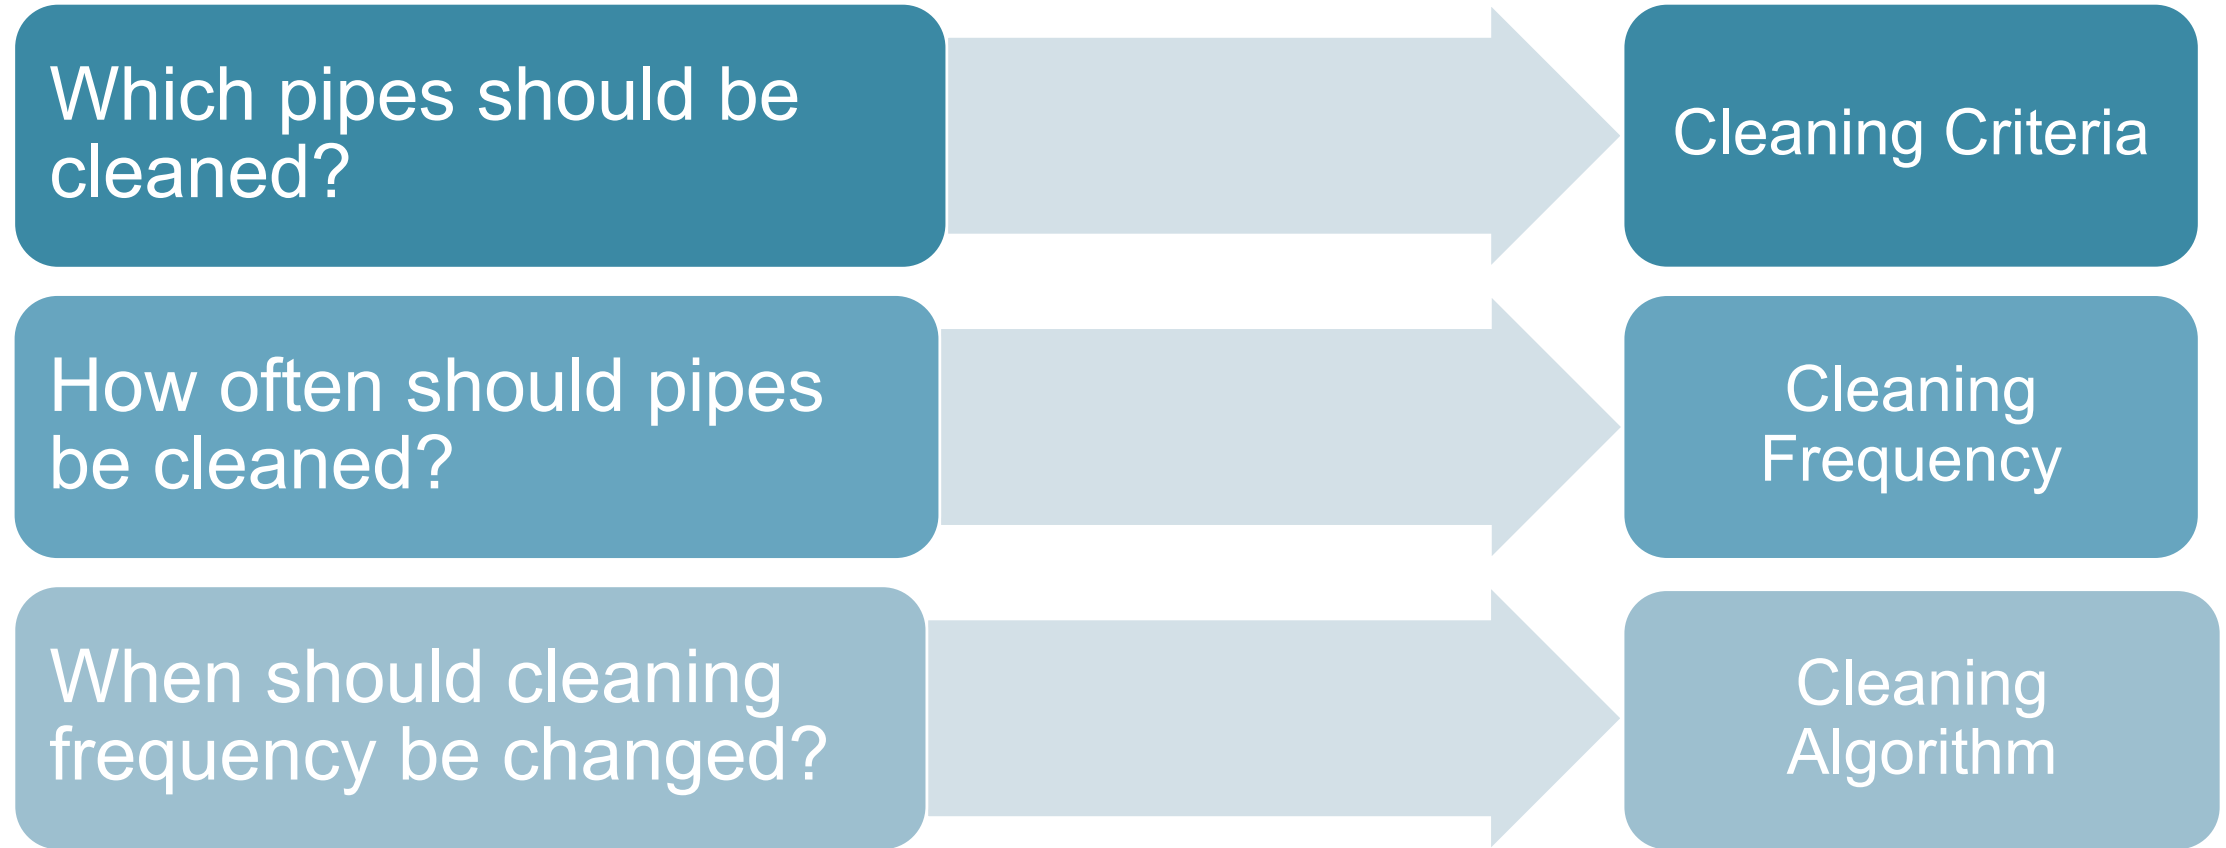 Which pipes should be
cleaned?
Cleaning Criteria
How often should pipes
be cleaned?
Cleaning
Frequency
When should cleaning
frequency be changed?
Cleaning
Algorithm